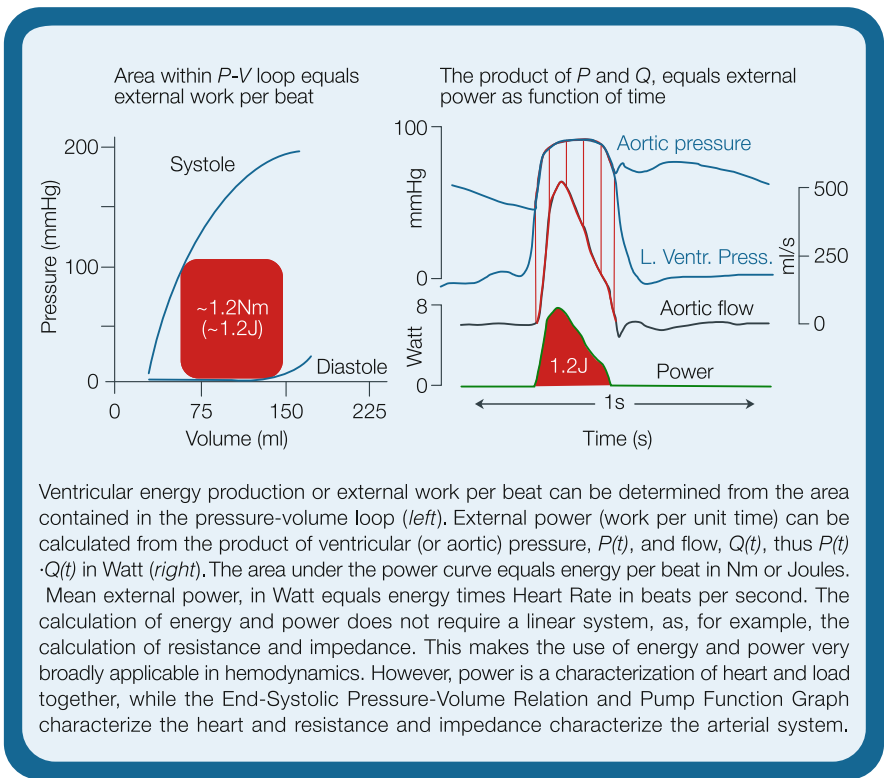 Area within P-V loop equals
external work per beat
200
100
0
Pressure (mmHg)
Systole
~1.2Nm
(~1.2J)
Diastole
0
75
150
225
Volume (ml)
The product of P and Q, equals external
power as function of time
100
0
mmHg
Aortic pressure
L. Ventr. Press.
500
250
0
ml/s
Aortic flow
8
0
Watt
1.2J
Power
1s
Time (s)
Ventricular energy production or external work per beat can be determined from the area
contained in the pressure-volume loop (left). External power (work per unit time) can be
calculated from the product of ventricular (or aortic) pressure, P(t), and flow, Q(t), thus P(t)
·Q(t) in Watt (right). The area under the power curve equals energy per beat in Nm or Joules.
Mean external power, in Watt equals energy times Heart Rate in beats per second. The
calculation of energy and power does not require a linear system, as, for example, the
calculation of resistance and impedance. This makes the use of energy and power very
broadly applicable in hemodynamics. However, power is a characterization of heart and load
together, while the End-Systolic Pressure-Volume Relation and Pump Function Graph
characterize the heart and resistance and impedance characterize the arterial system.